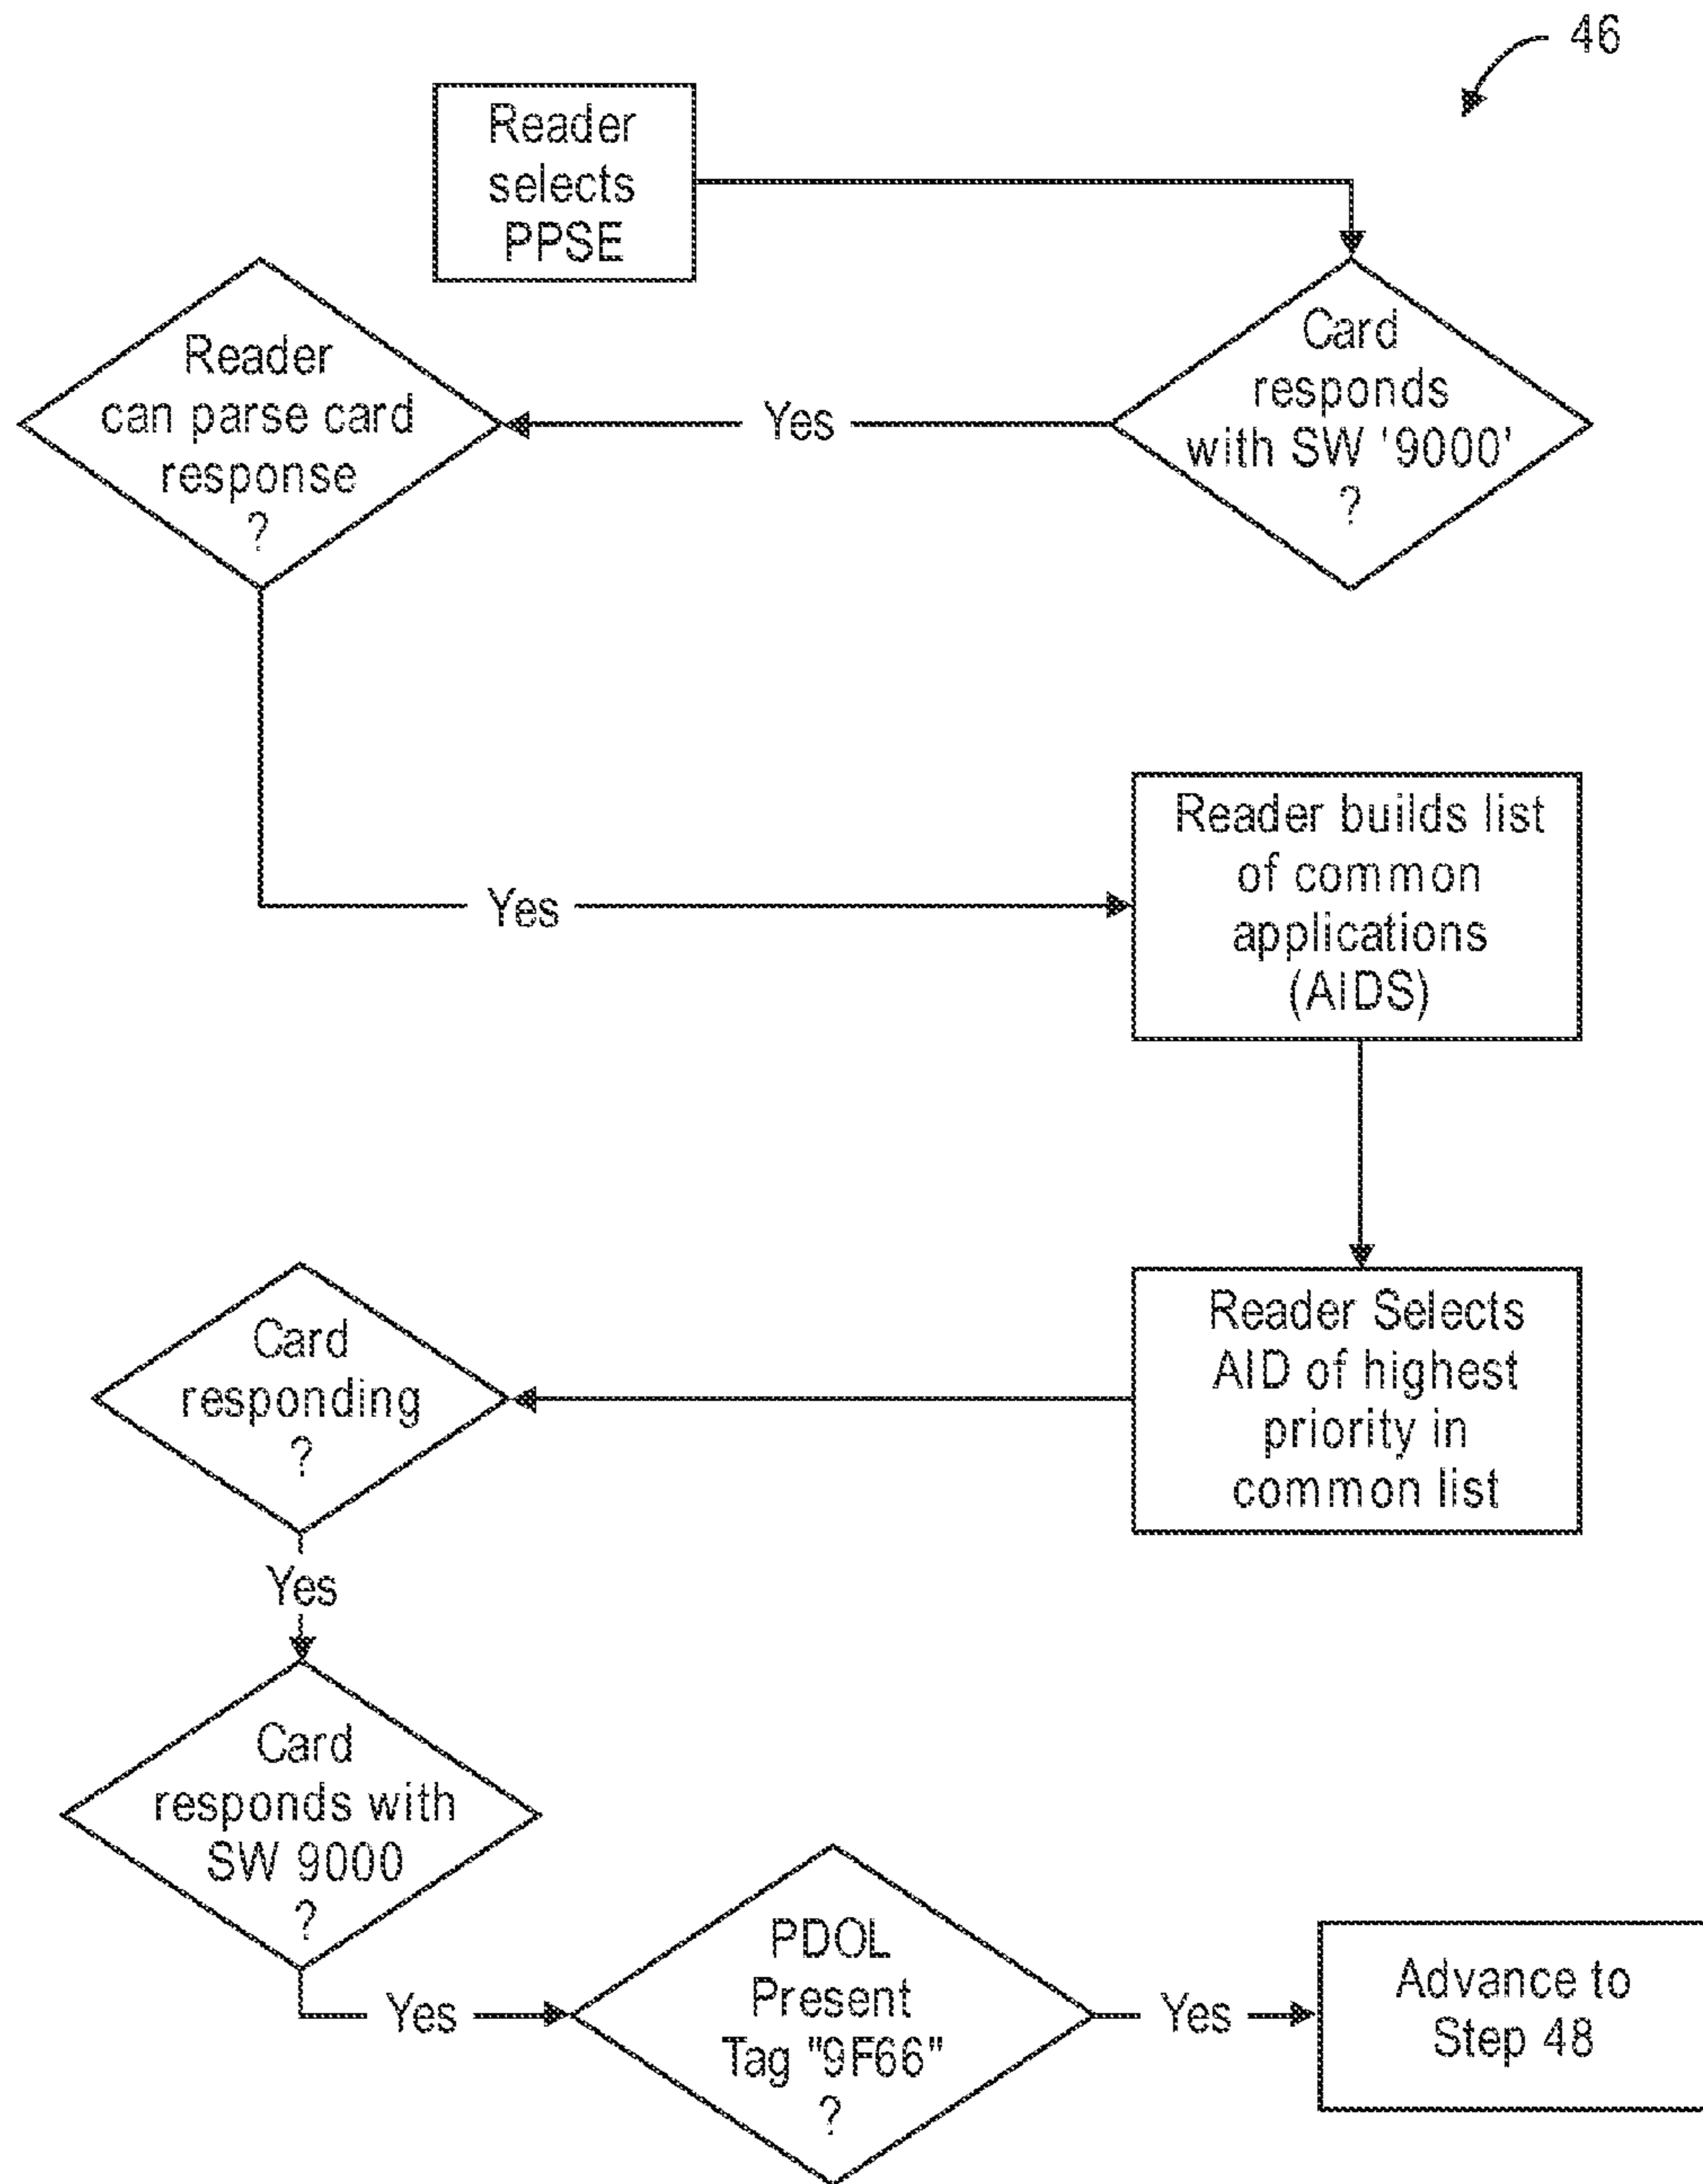 46
Reader
selects
PPSE
Card
responds
with SW '9000'
?
Yes
Reader
can parse card
response
?
Yes
Reader builds list
of common
applications
(AIDS)
Reader Selects
AID of highest
priority in
common list
Card
responding
?
Yes
Card
responds with
SW 9000
?
Yes
PDOL
Present
Tag "9F66"
?
Yes
Advance to
Step 48